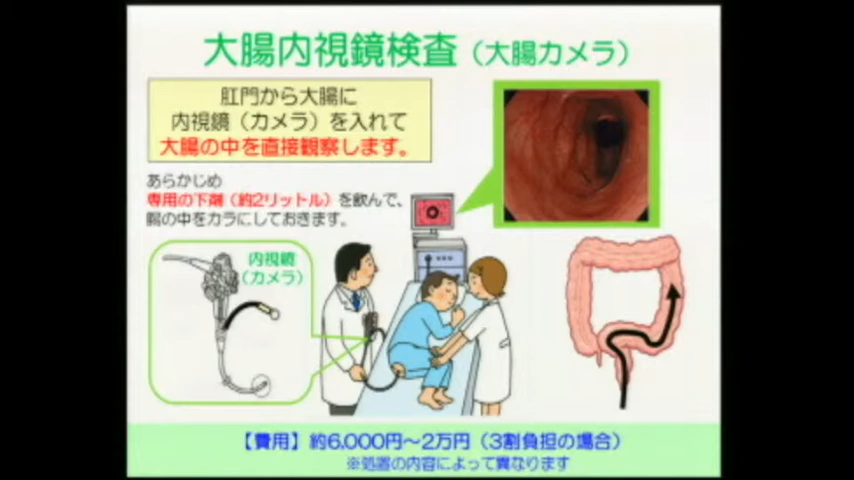 大腸内視鏡検査（大腸カメラ）
肛門から大腸に
内視鏡（カメラ）を入れて
大腸の中を直接観察します。
あらかじめ
専用の下剤（約2リットル）を飲んで、
腸の中をカラにしておきます。
内視鏡
（カメラ）
【費用】約6,000円～2万円（3割負担の場合）
※処置の内容によって異なります